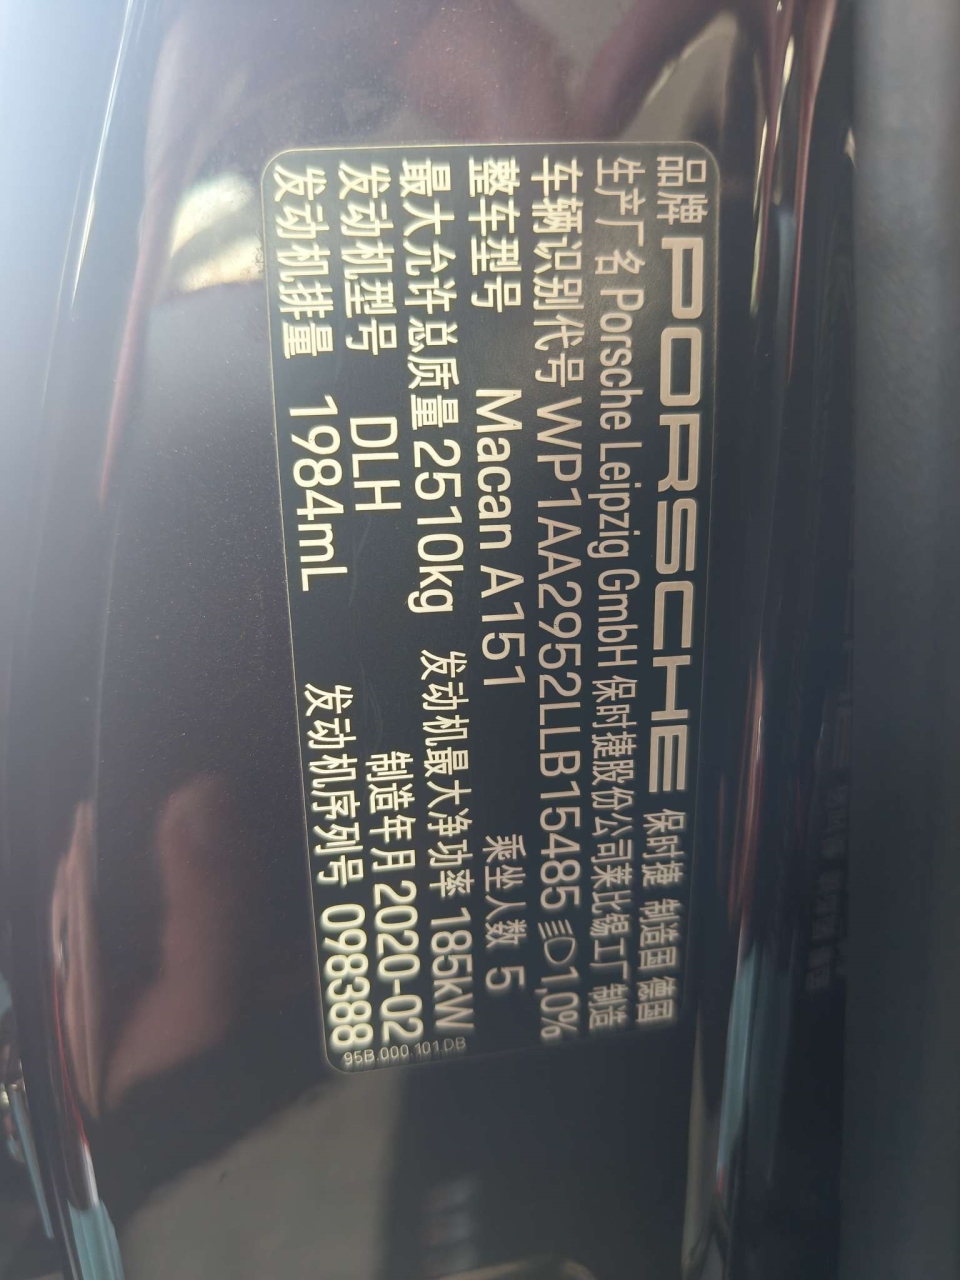 品牌 PORSCHE 保时捷 制造国 德国
生产厂名 Porsche Leipzig GmbH 保时捷股份公司莱比锡工厂制造
车辆识别代号 WP1AA2952LLB15485 1,0%
整车型号 Macan A151 乘坐人数 5
最大允许总质量 2510kg 发动机最大净功率 185kW
发动机型号 DLH 制造年月 2020-02
发动机排量 1984mL 发动机序列号 098388
95B.000.101.DB